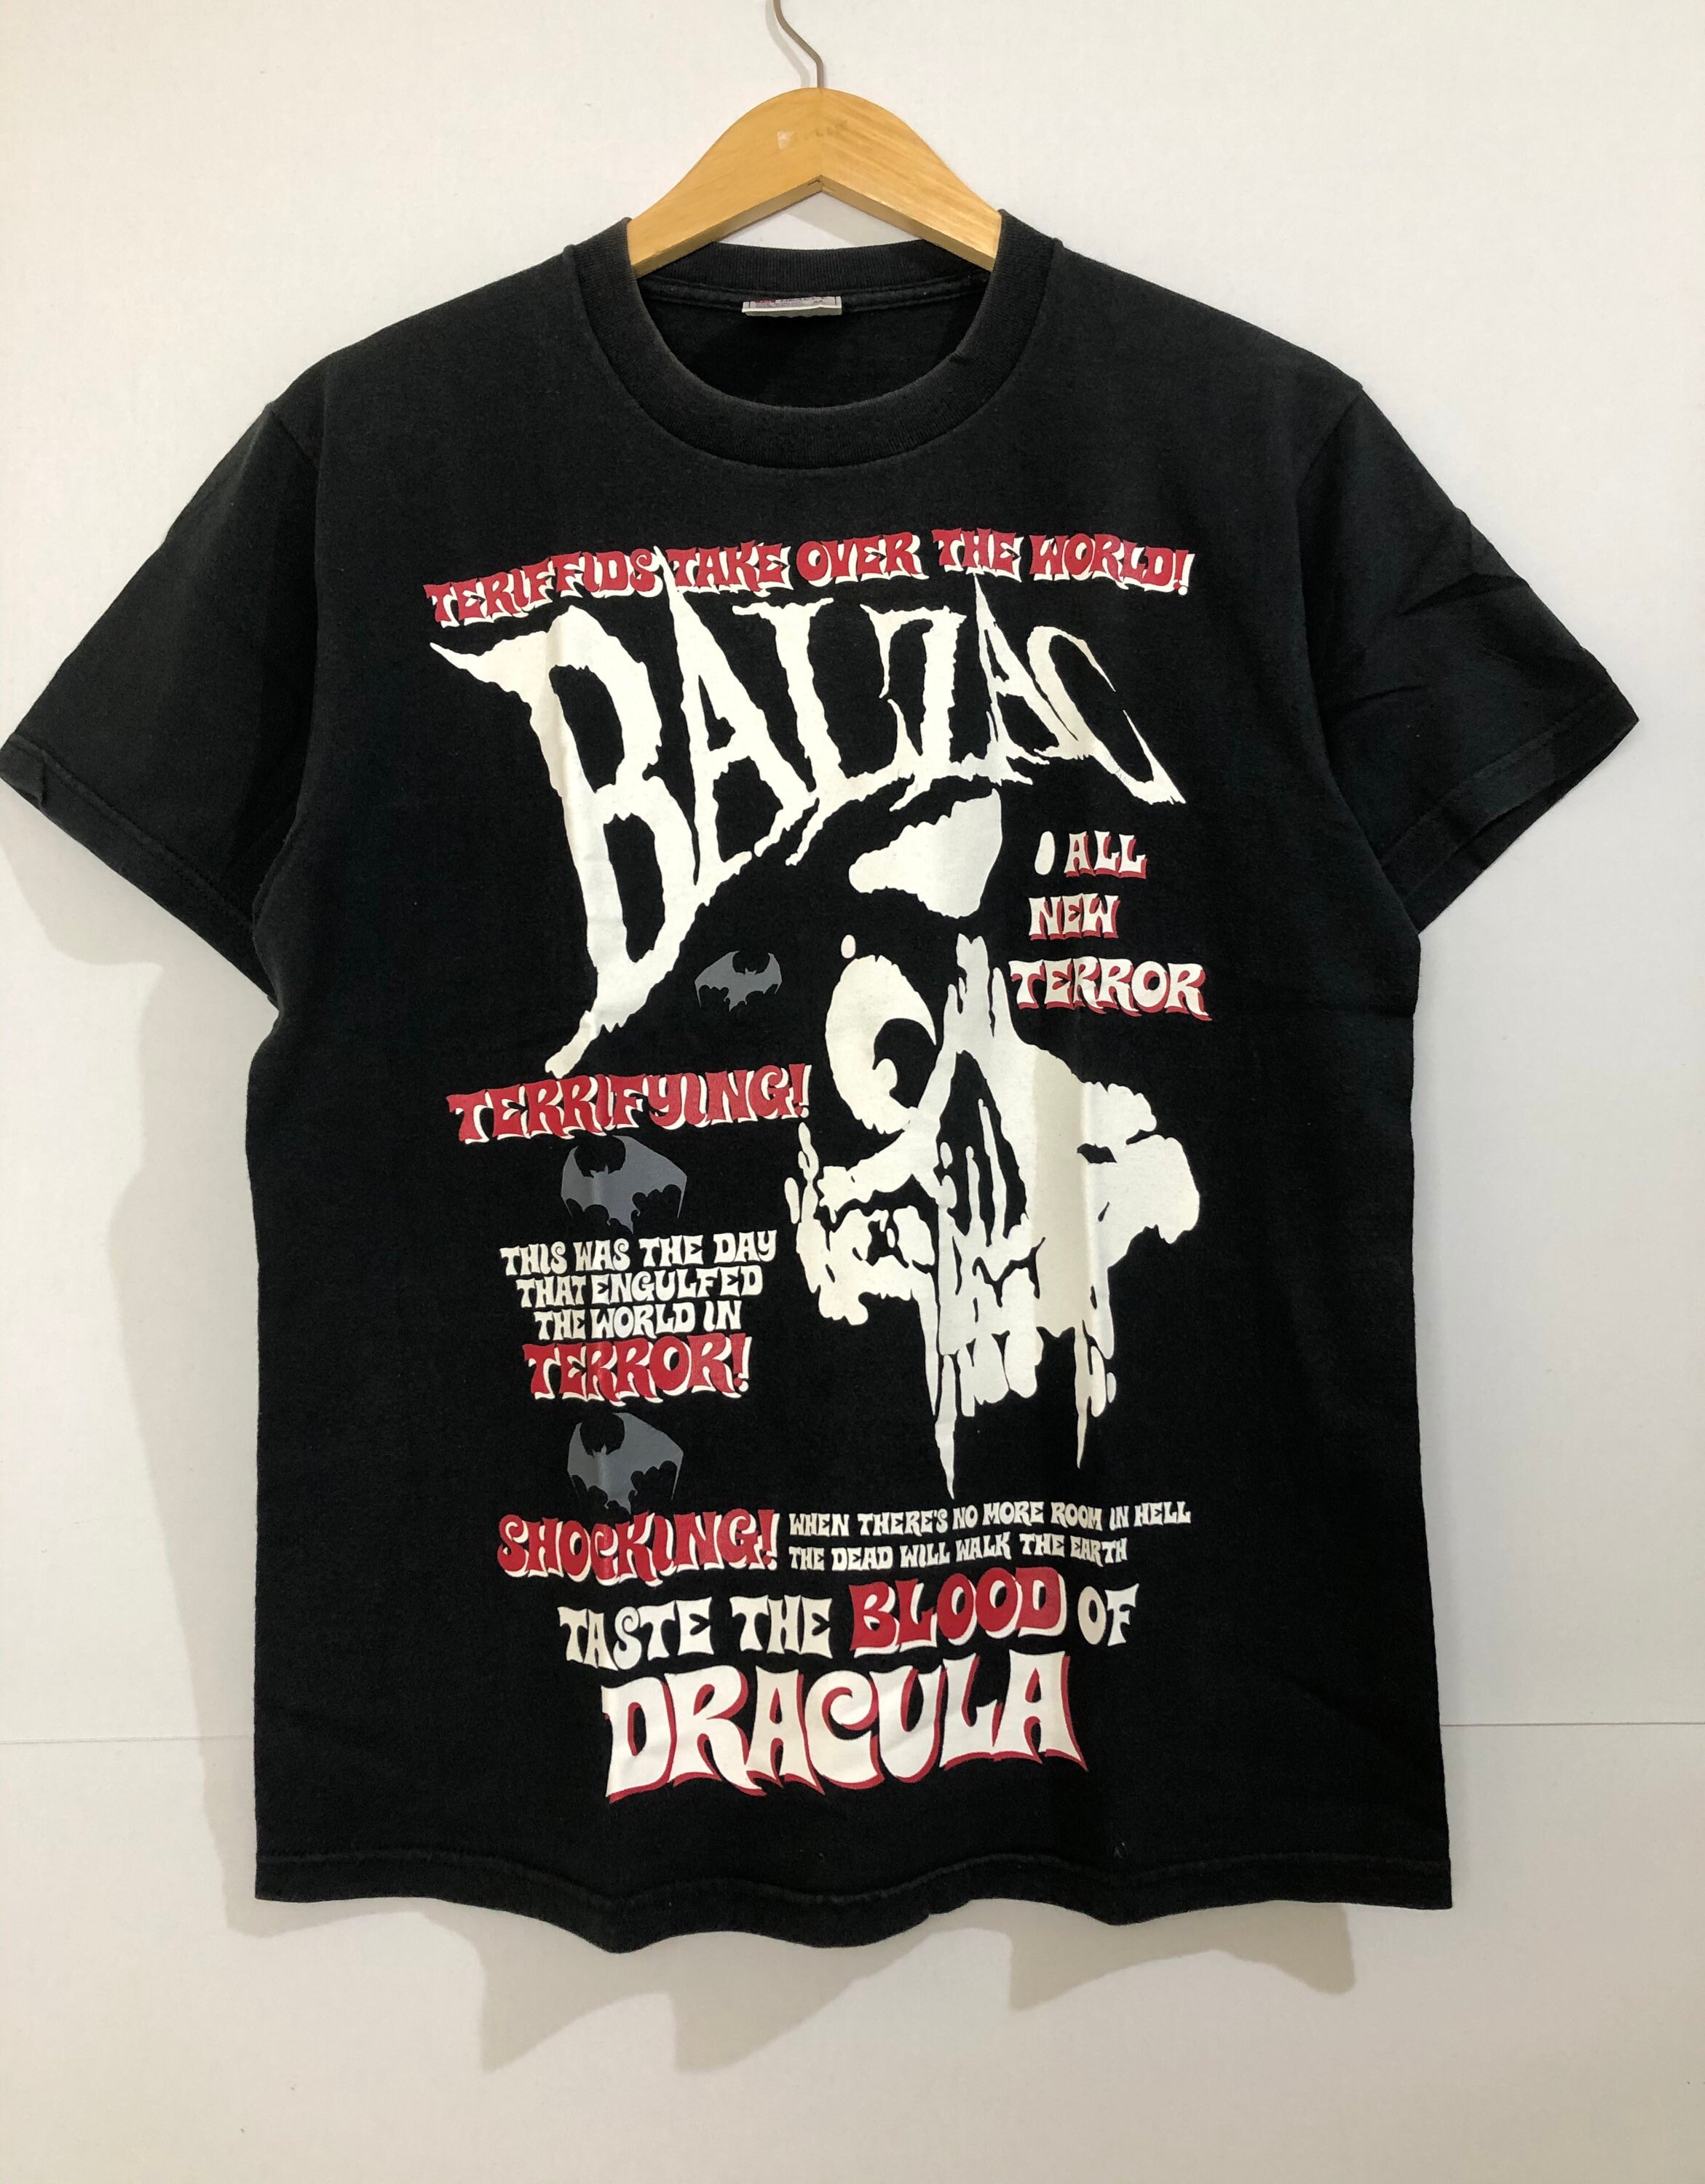 TERIFFIDS TAKE OVER THE WORLD!
BALZAC
ALL
NEW
TERROR
TERRIFYING!
THIS WAS THE DAY
THAT ENGULFED
THE WORLD IN
TERROR!
SHOCKING! WHEN THERE'S NO MORE ROOM IN HELL
THE DEAD WILL WALK THE EARTH
TASTE THE BLOOD OF
DRACULA